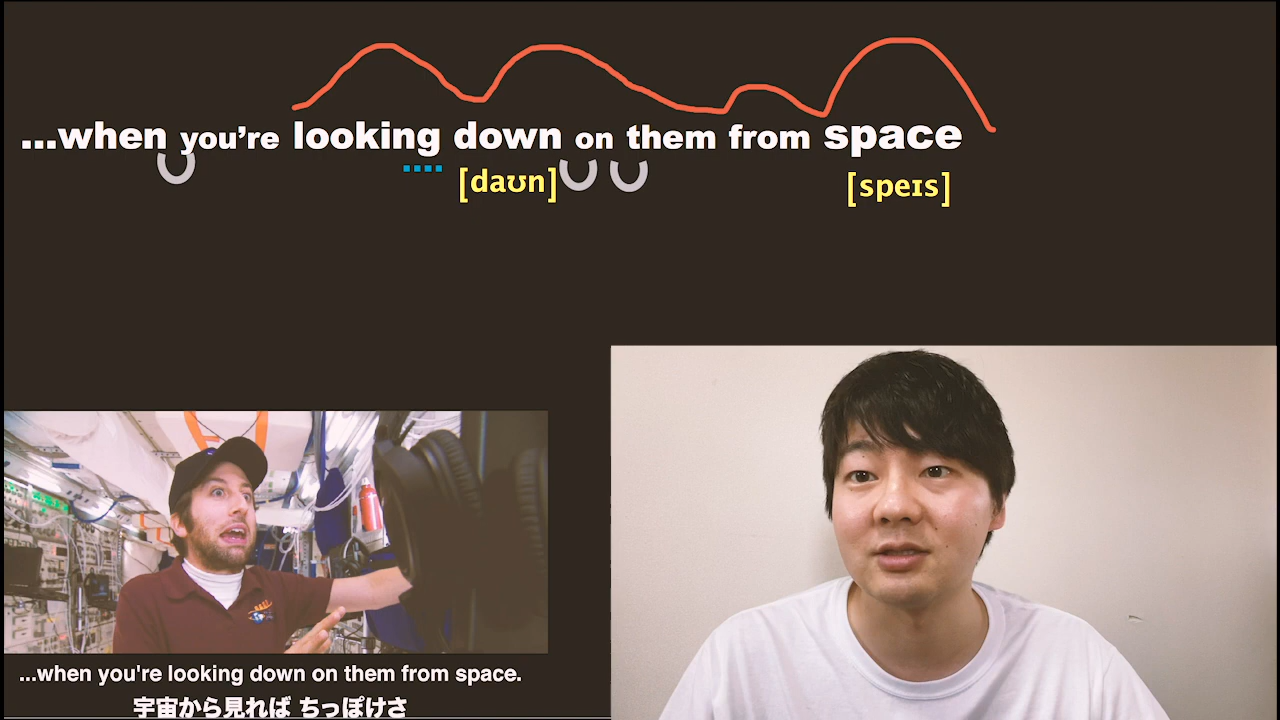 ...when you’re looking down on them from space
[daʊn] [speɪs]
...when you're looking down on them from space.
宇宙から見れば ちっぽけさ